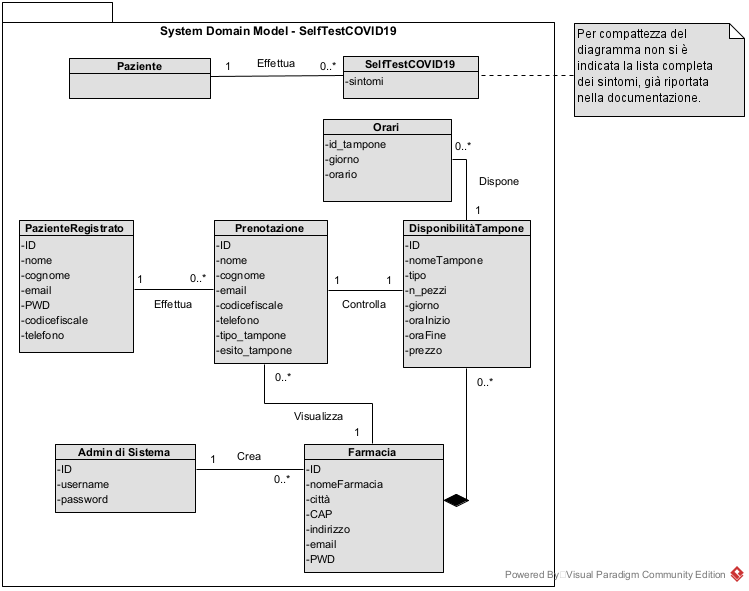 System Domain Model - SelfTestCOVID19
Per compattezza del
diagramma non si è
indicata la lista completa
dei sintomi, già riportata
nella documentazione.
Paziente
1
Effettua
0..*
SelfTestCOVID19
-sintomi
Orari
-id_tampone
-giorno
-orario
0..*
Dispone
1
PazienteRegistrato
-ID
-nome
-cognome
-email
-PWD
-codicefiscale
-telefono
1
0..*
Effettua
Prenotazione
-ID
-nome
-cognome
-email
-codicefiscale
-telefono
-tipo_tampone
-esito_tampone
1
1
Controlla
DisponibilitàTampone
-ID
-nomeTampone
-tipo
-n_pezzi
-giorno
-oraInizio
-oraFine
-prezzo
0..*
0..*
Visualizza
1
Admin di Sistema
-ID
-username
-password
1
Crea
0..*
Farmacia
-ID
-nomeFarmacia
-città
-CAP
-indirizzo
-email
-PWD
Powered By Visual Paradigm Community Edition